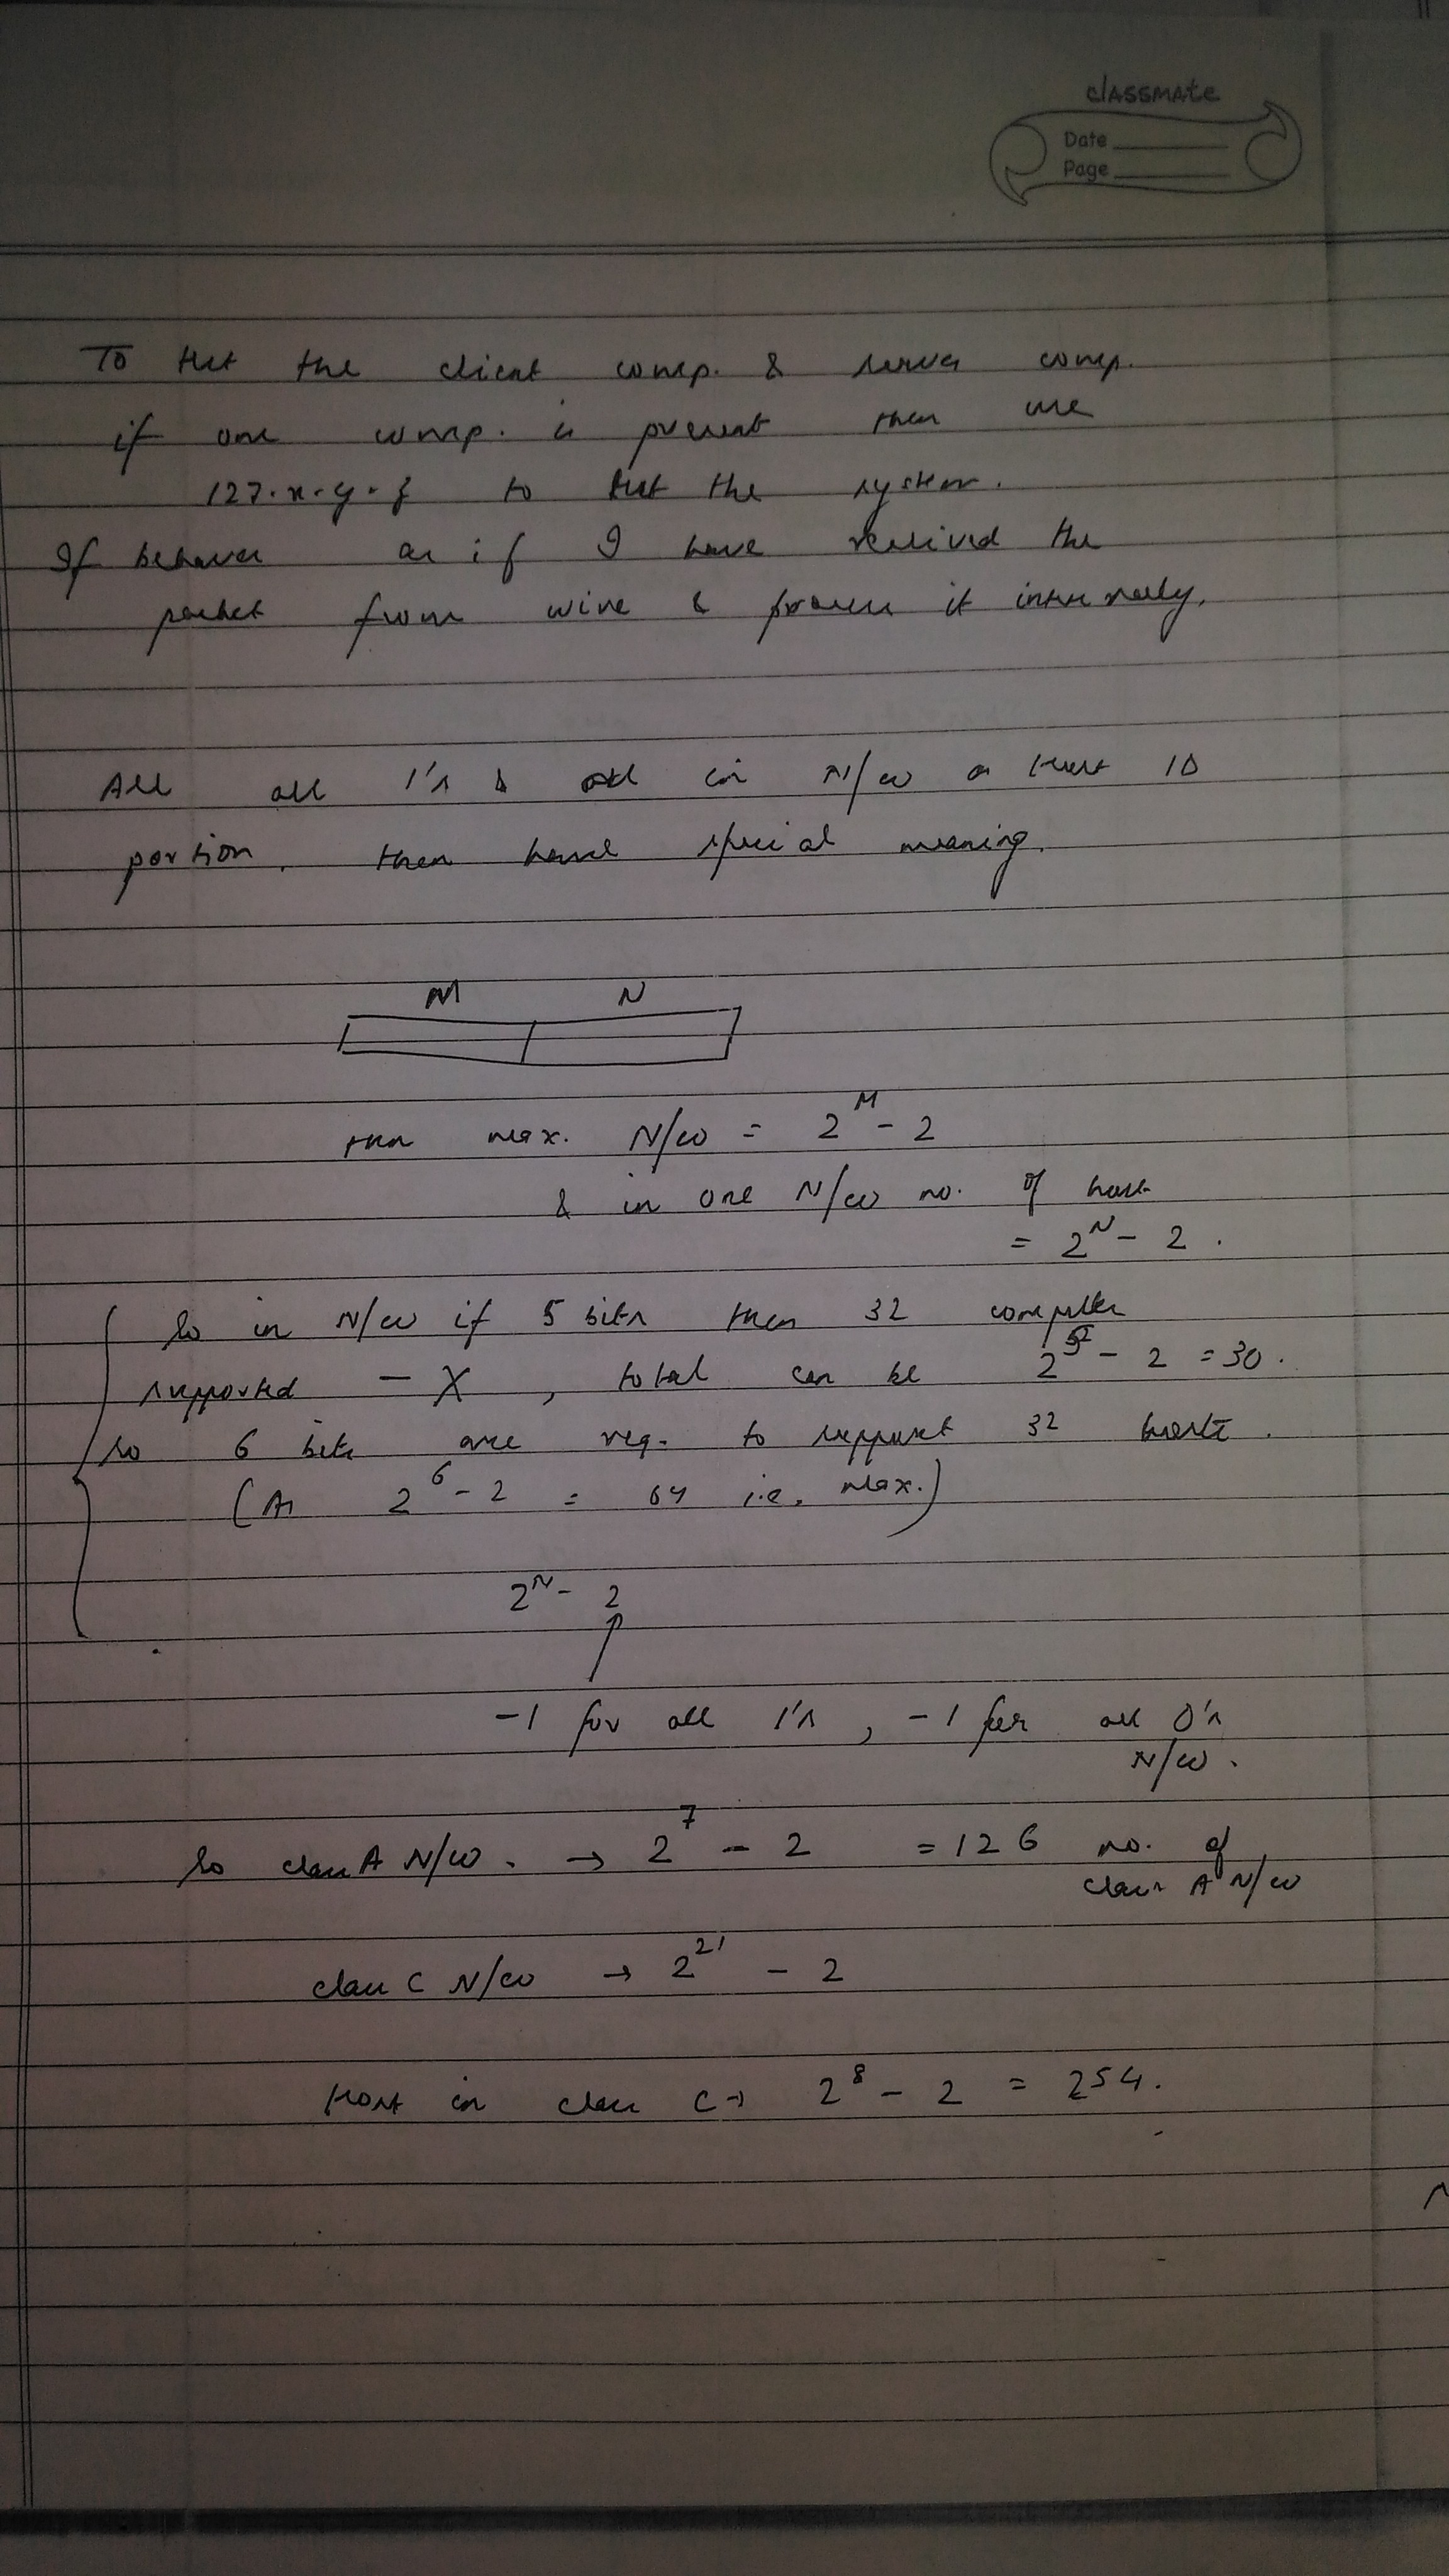 classmate
Date
Page
To test the client comp. & server comp.
if one comp. is present then use
127.x.y.z to test the system.
If behaves as if I have received the
packet from wire & process it internally.
All all 1's & all in N/w or host ID
portion, then have special meaning.
M N
then max. N/w = 2^M - 2
& in one N/w no. of host
= 2^N - 2.
So in N/w if 5 bits then 32 computer
supported - X, total can be 2^5 - 2 = 30.
so 6 bits are req. to support 32 hosts.
(As 2^6 - 2 = 64 i.e. max.)
2^N - 2
-1 for all 1's, -1 for all 0's
N/w.
So class A N/w. → 2^7 - 2 = 126 no. of
class A N/w
class C N/w → 2^21 - 2
Host in class C → 2^8 - 2 = 254.